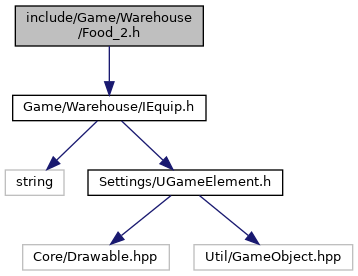 include/Game/Warehouse
/Food_2.h
Game/Warehouse/IEquip.h
string
Settings/UGameElement.h
Core/Drawable.hpp
Util/GameObject.hpp